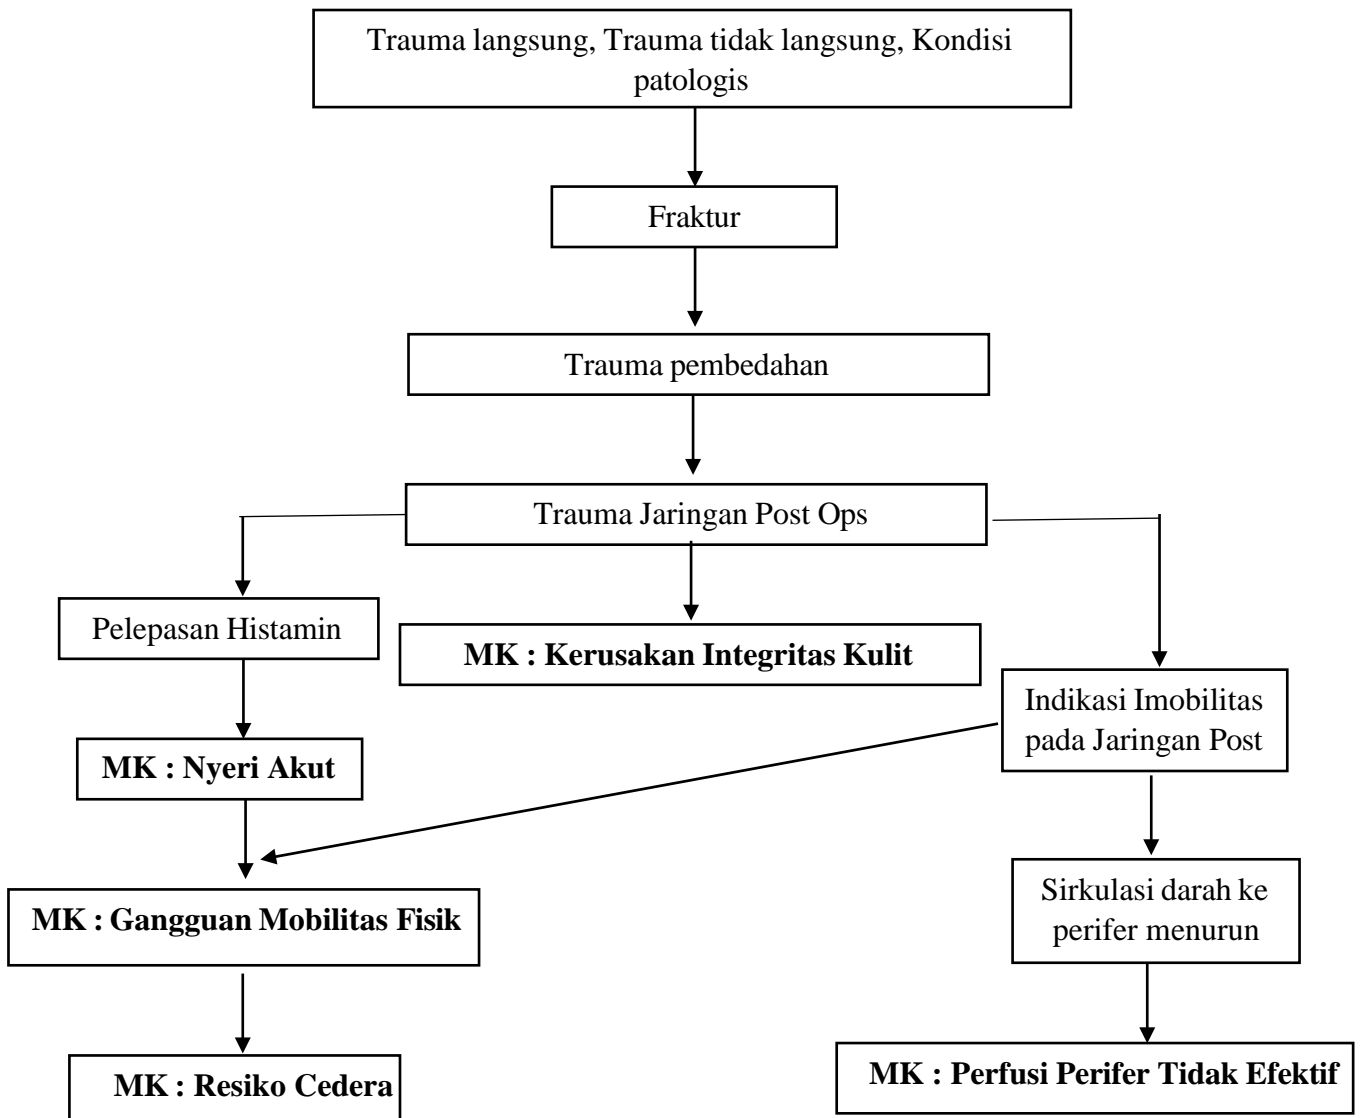 Trauma langsung, Trauma tidak langsung, Kondisi
patologis
Fraktur
Trauma pembedahan
Trauma Jaringan Post Ops
Pelepasan Histamin
MK : Kerusakan Integritas Kulit
Indikasi Imobilitas
pada Jaringan Post
MK : Nyeri Akut
Sirkulasi darah ke
perifer menurun
MK : Gangguan Mobilitas Fisik
MK : Resiko Cedera
MK : Perfusi Perifer Tidak Efektif